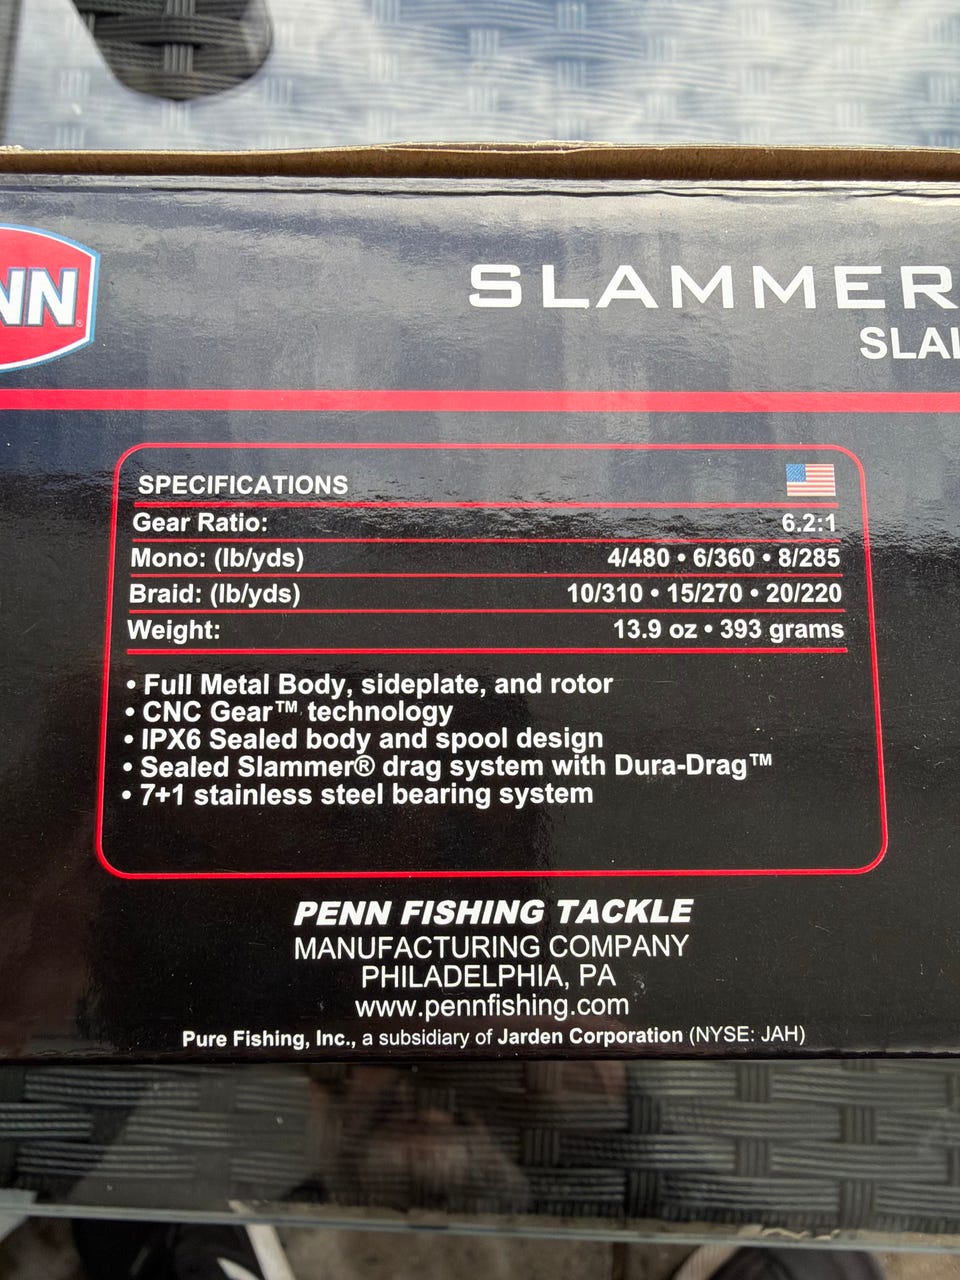 NN®
SLAMMER
SLAI
SPECIFICATIONS
Gear Ratio: 6.2:1
Mono: (lb/yds) 4/480 • 6/360 • 8/285
Braid: (lb/yds) 10/310 • 15/270 • 20/220
Weight: 13.9 oz • 393 grams
• Full Metal Body, sideplate, and rotor
• CNC Gear™ technology
• IPX6 Sealed body and spool design
• Sealed Slammer® drag system with Dura-Drag™
• 7+1 stainless steel bearing system
PENN FISHING TACKLE
MANUFACTURING COMPANY
PHILADELPHIA, PA
www.pennfishing.com
Pure Fishing, Inc., a subsidiary of Jarden Corporation (NYSE: JAH)